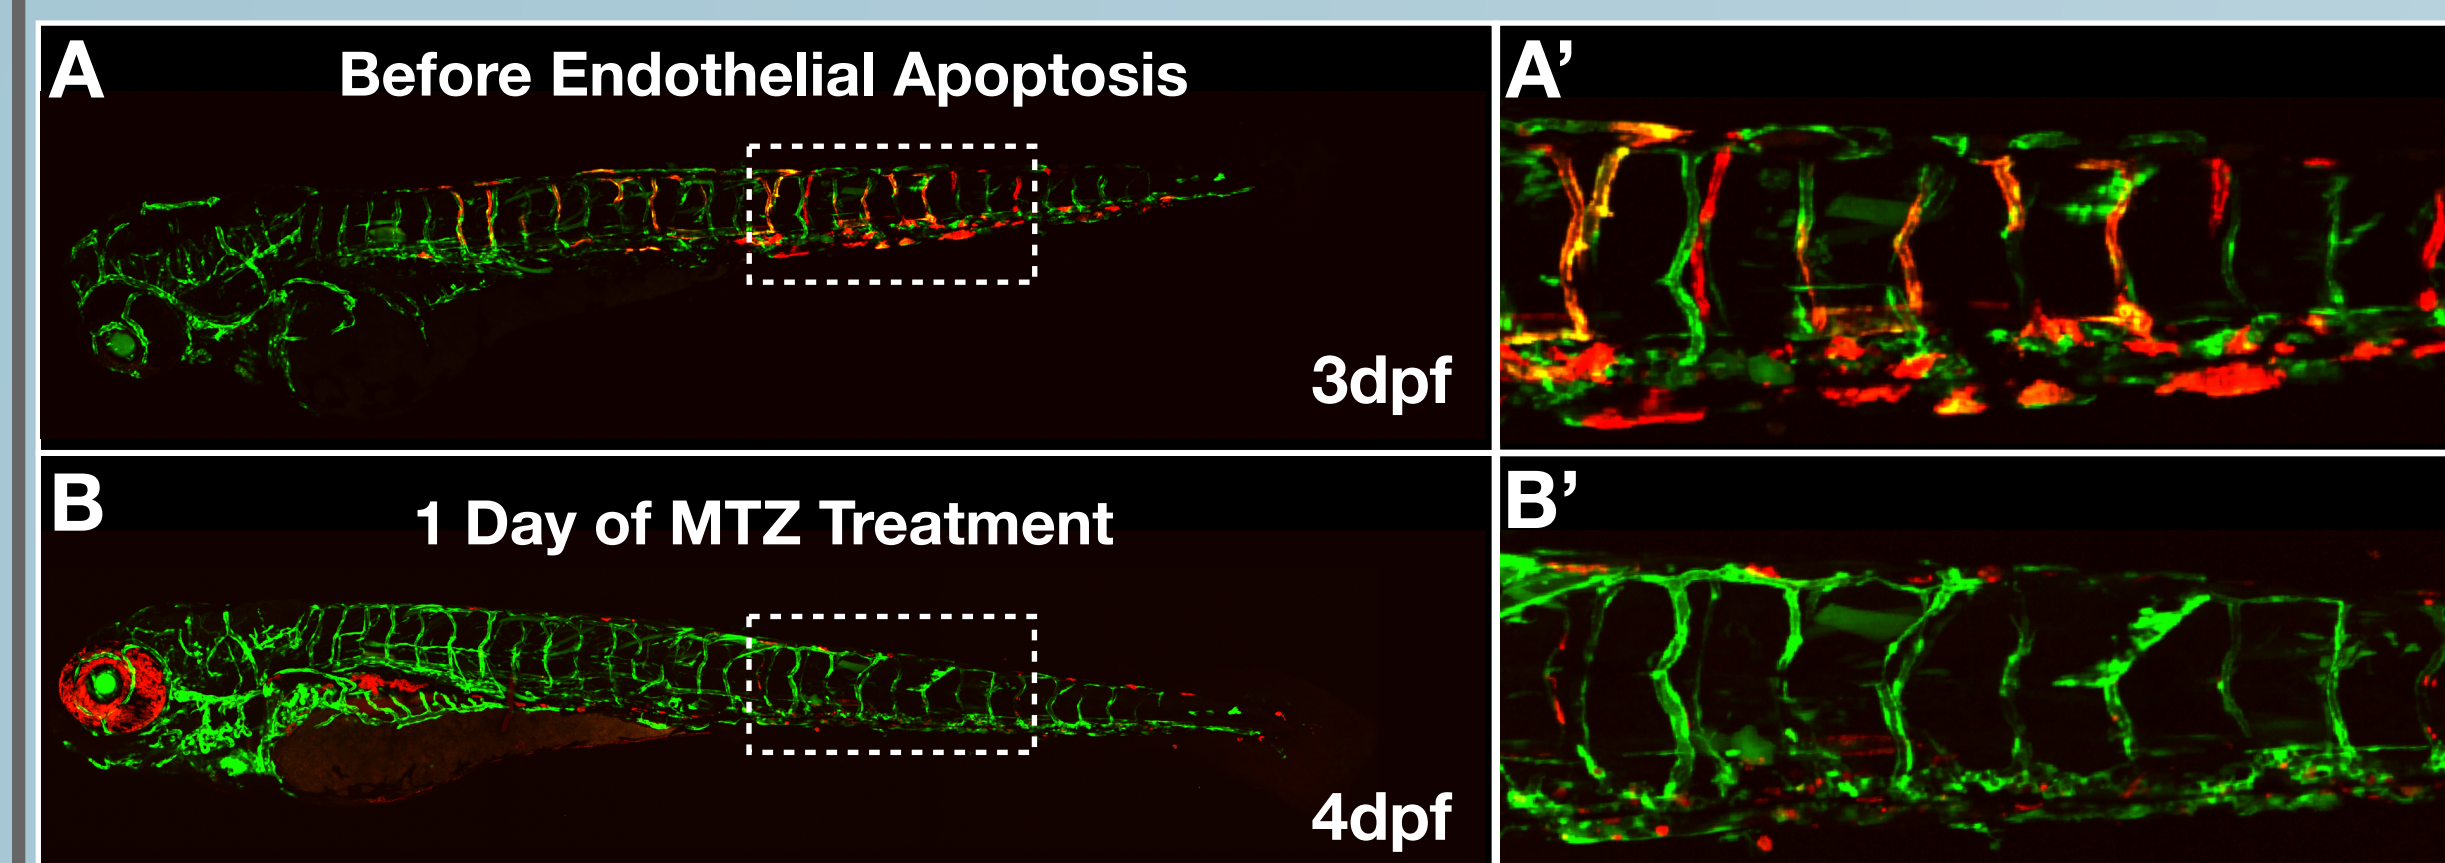 A
Before Endothelial Apoptosis
3dpf
A’
B
1 Day of MTZ Treatment
4dpf
B’